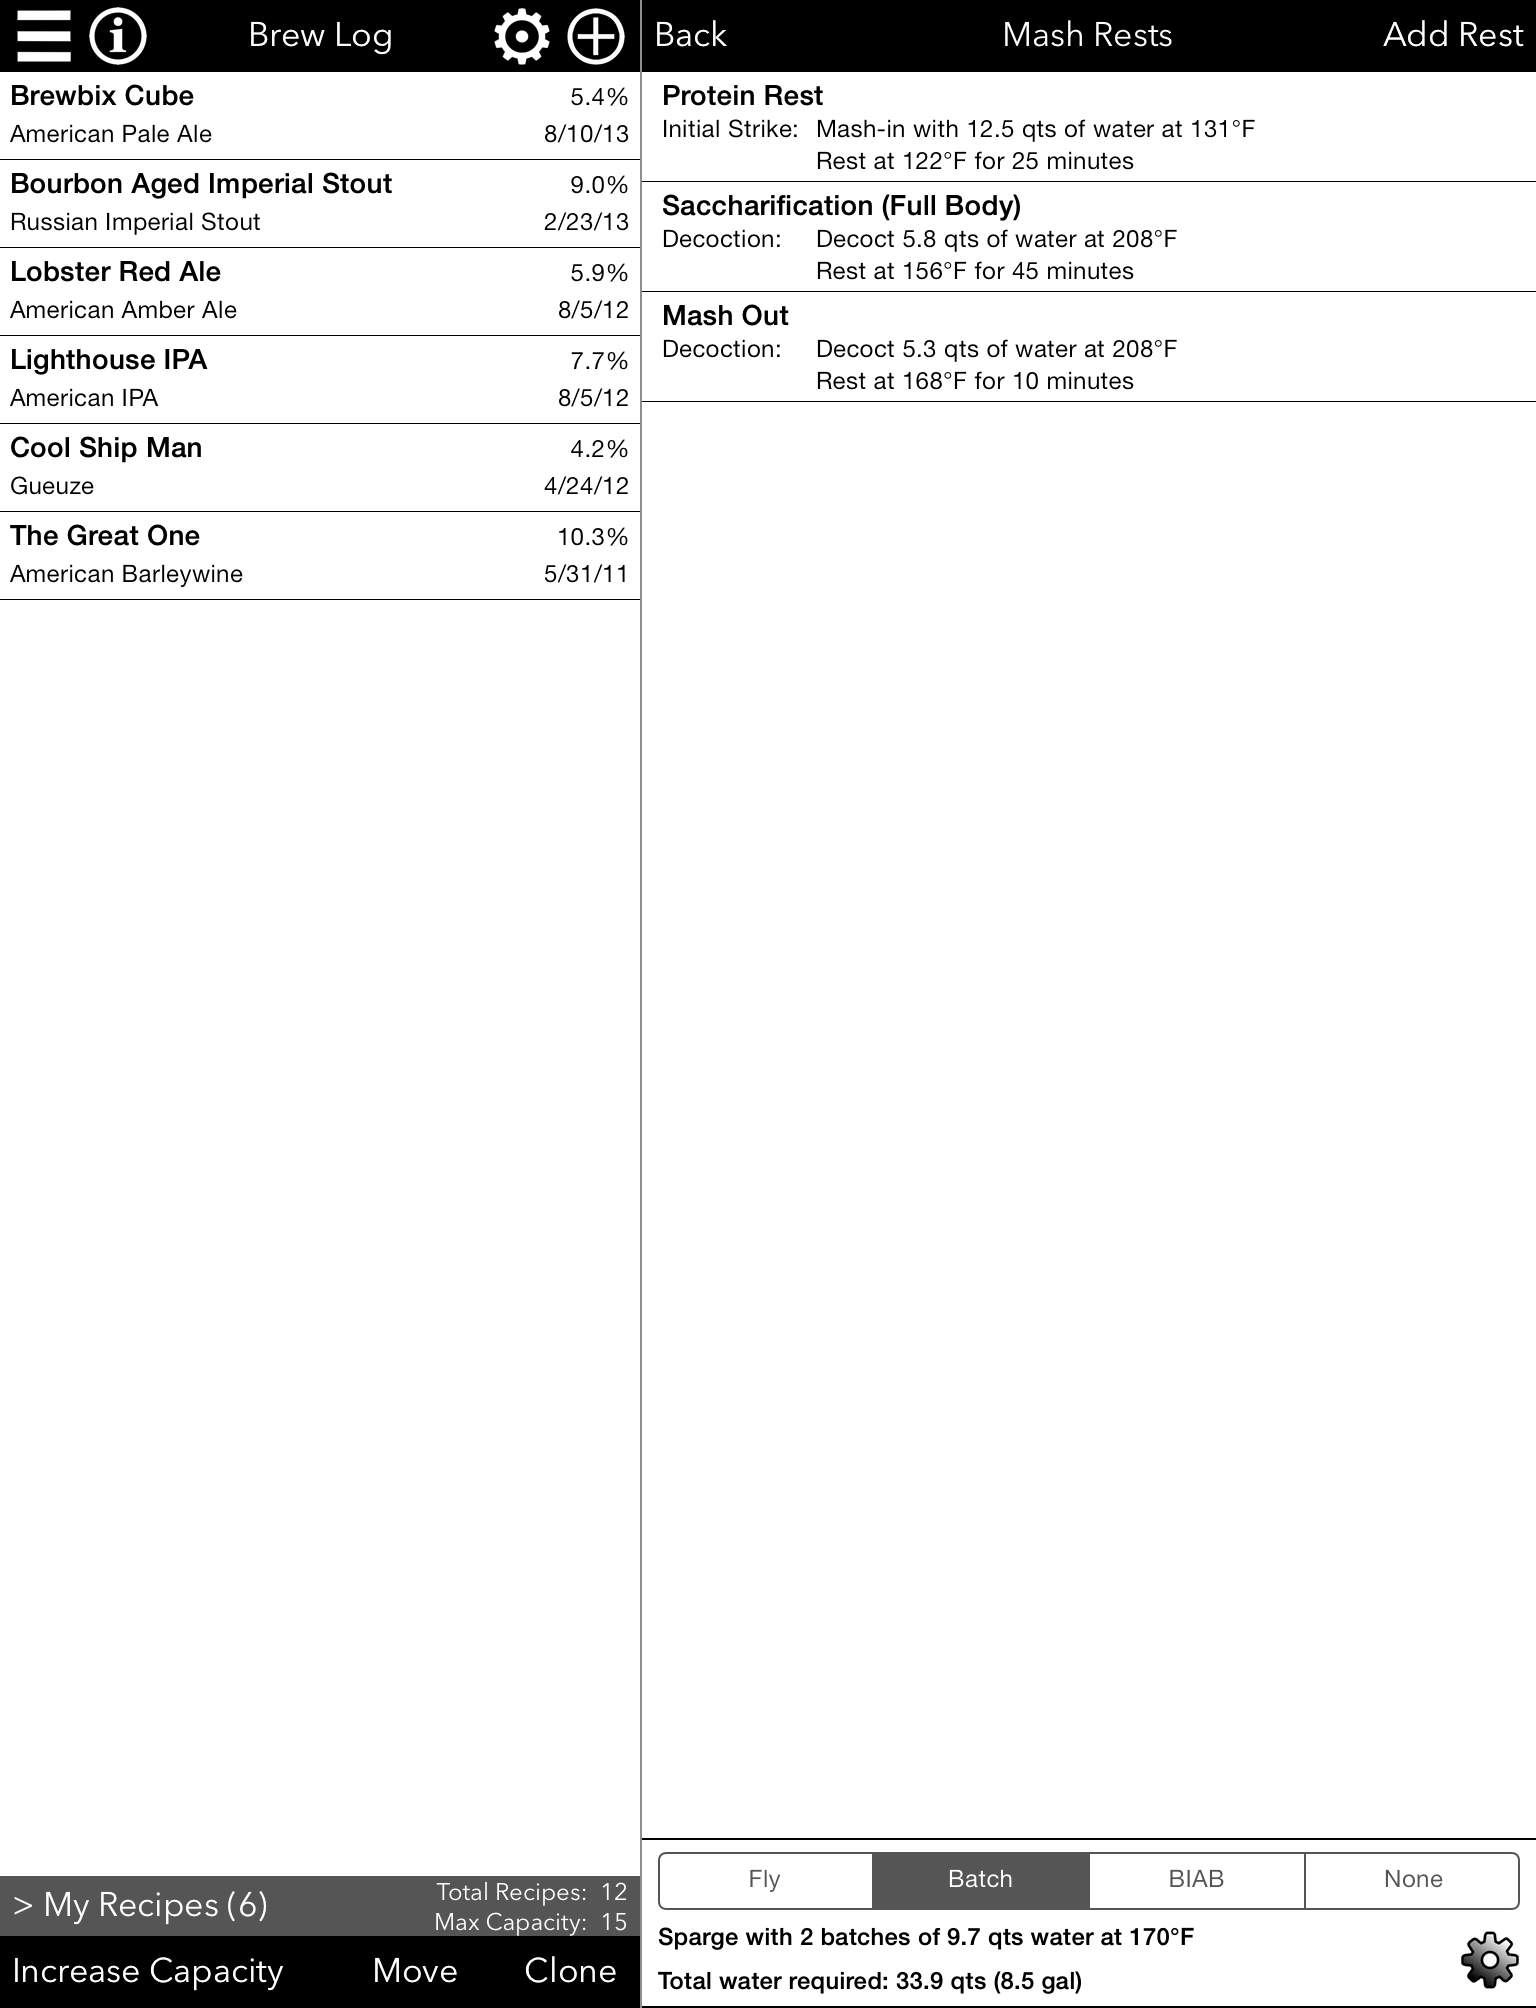 Brew Log
Brewbix Cube 5.4%
American Pale Ale 8/10/13
Bourbon Aged Imperial Stout 9.0%
Russian Imperial Stout 2/23/13
Lobster Red Ale 5.9%
American Amber Ale 8/5/12
Lighthouse IPA 7.7%
American IPA 8/5/12
Cool Ship Man 4.2%
Gueuze 4/24/12
The Great One 10.3%
American Barleywine 5/31/11
> My Recipes (6)
Total Recipes: 12
Max Capacity: 15
Increase Capacity Move Clone
Back Mash Rests Add Rest
Protein Rest
Initial Strike: Mash-in with 12.5 qts of water at 131°F
Rest at 122°F for 25 minutes
Saccharification (Full Body)
Decoction: Decoct 5.8 qts of water at 208°F
Rest at 156°F for 45 minutes
Mash Out
Decoction: Decoct 5.3 qts of water at 208°F
Rest at 168°F for 10 minutes
Fly Batch BIAB None
Sparge with 2 batches of 9.7 qts water at 170°F
Total water required: 33.9 qts (8.5 gal)